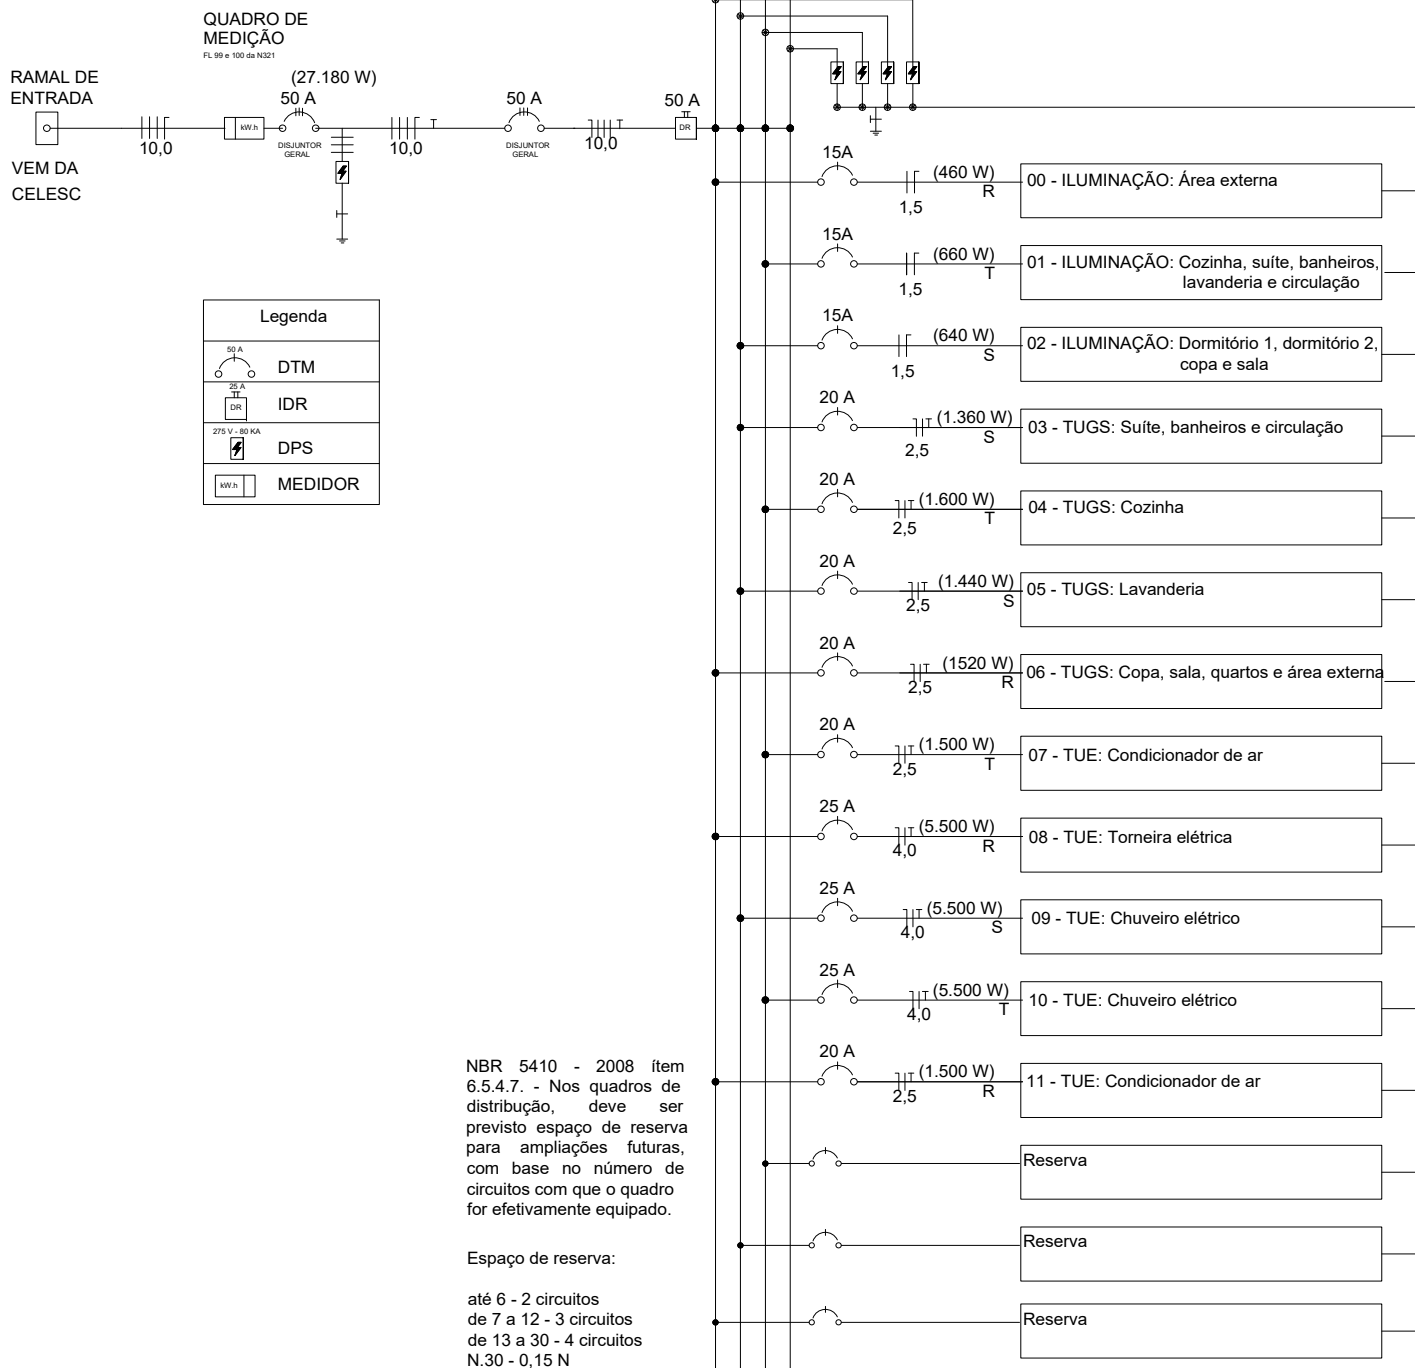 QUADRO DE
MEDIÇÃO
FL 99 e 100 da N321
RAMAL DE
ENTRADA
VEM DA
CELESC
10,0
kW.h
(27.180 W)
50 A
DISJUNTOR
GERAL
10,0
50 A
DISJUNTOR
GERAL
10,0
50 A
DR
Legenda
50 A
DTM
25 A
DR
IDR
275 V - 80 KA
DPS
kW.h
MEDIDOR
15A
1,5
(460 W)
R
00 - ILUMINAÇÃO: Área externa
15A
1,5
(660 W)
T
01 - ILUMINAÇÃO: Cozinha, suíte, banheiros,
lavanderia e circulação
15A
1,5
(640 W)
S
02 - ILUMINAÇÃO: Dormitório 1, dormitório 2,
copa e sala
20 A
2,5
(1.360 W)
S
03 - TUGS: Suíte, banheiros e circulação
20 A
2,5
(1.600 W)
T
04 - TUGS: Cozinha
20 A
2,5
(1.440 W)
S
05 - TUGS: Lavanderia
20 A
2,5
(1520 W)
R
06 - TUGS: Copa, sala, quartos e área externa
20 A
2,5
(1.500 W)
T
07 - TUE: Condicionador de ar
25 A
4,0
(5.500 W)
R
08 - TUE: Torneira elétrica
25 A
4,0
(5.500 W)
S
09 - TUE: Chuveiro elétrico
25 A
4,0
(5.500 W)
T
10 - TUE: Chuveiro elétrico
20 A
2,5
(1.500 W)
R
11 - TUE: Condicionador de ar
Reserva
Reserva
Reserva
NBR 5410 - 2008 ítem
6.5.4.7. - Nos quadros de
distribução, deve ser
previsto espaço de reserva
para ampliações futuras,
com base no número de
circuitos com que o quadro
for efetivamente equipado.
Espaço de reserva:
até 6 - 2 circuitos
de 7 a 12 - 3 circuitos
de 13 a 30 - 4 circuitos
N.30 - 0,15 N